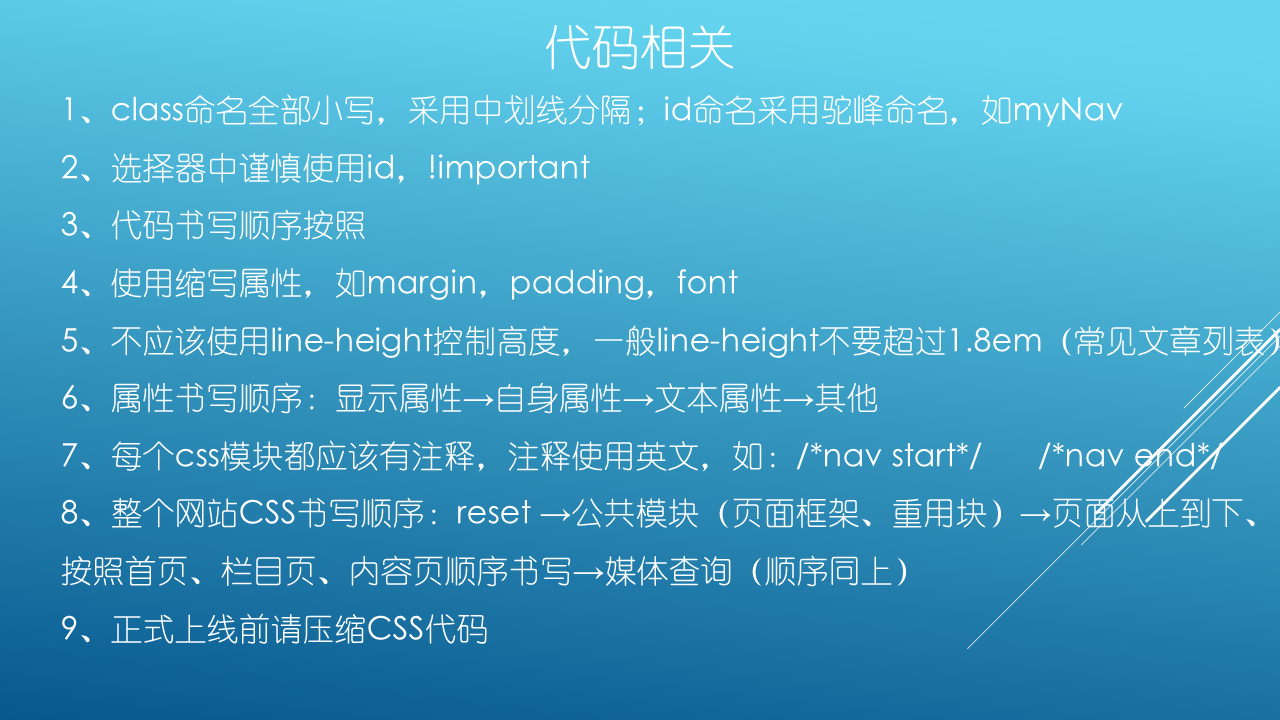 代码相关
1、class命名全部小写，采用中划线分隔；id命名采用驼峰命名，如myNav
2、选择器中谨慎使用id，!important
3、代码书写顺序按照
4、使用缩写属性，如margin，padding，font
5、不应该使用line-height控制高度，一般line-height不要超过1.8em（常见文章列表）
6、属性书写顺序：显示属性→自身属性→文本属性→其他
7、每个css模块都应该有注释，注释使用英文，如：/*nav start*/ /*nav end*/
8、整个网站CSS书写顺序：reset →公共模块（页面框架、重用块）→页面从上到下、
按照首页、栏目页、内容页顺序书写→媒体查询（顺序同上）
9、正式上线前请压缩CSS代码